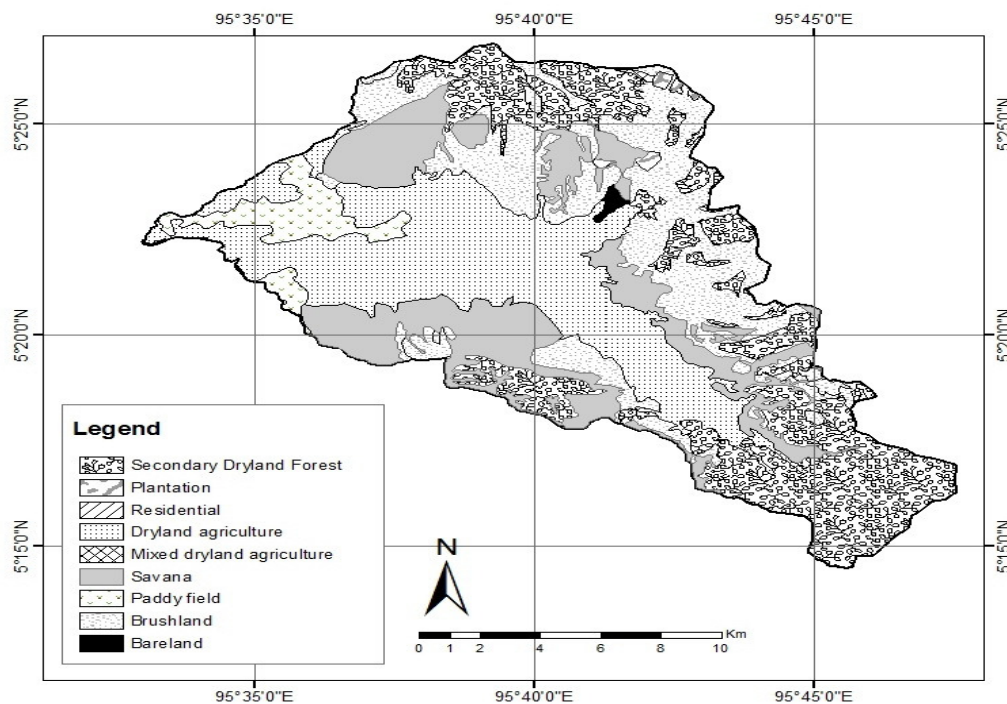 95°35'0"E 95°40'0"E 95°45'0"E
5°25'0"N 5°25'0"N
5°20'0"N 5°20'0"N
Legend
Secondary Dryland Forest
Plantation
Residential
Dryland agriculture
Mixed dryland agriculture
Savana
Paddy field
Brushland
Bareland
5°15'0"N 5°15'0"N
N
Km
0 1 2 4 6 8 10
95°35'0"E 95°40'0"E 95°45'0"E